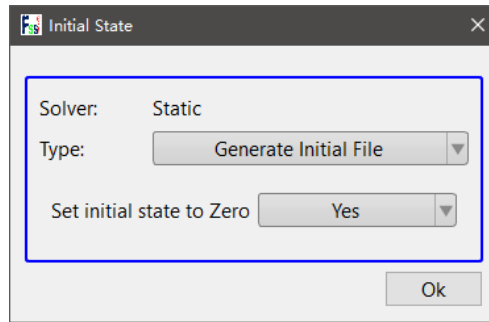 Initial State
Solver: Static
Type: Generate Initial File
Set initial state to Zero Yes
Ok